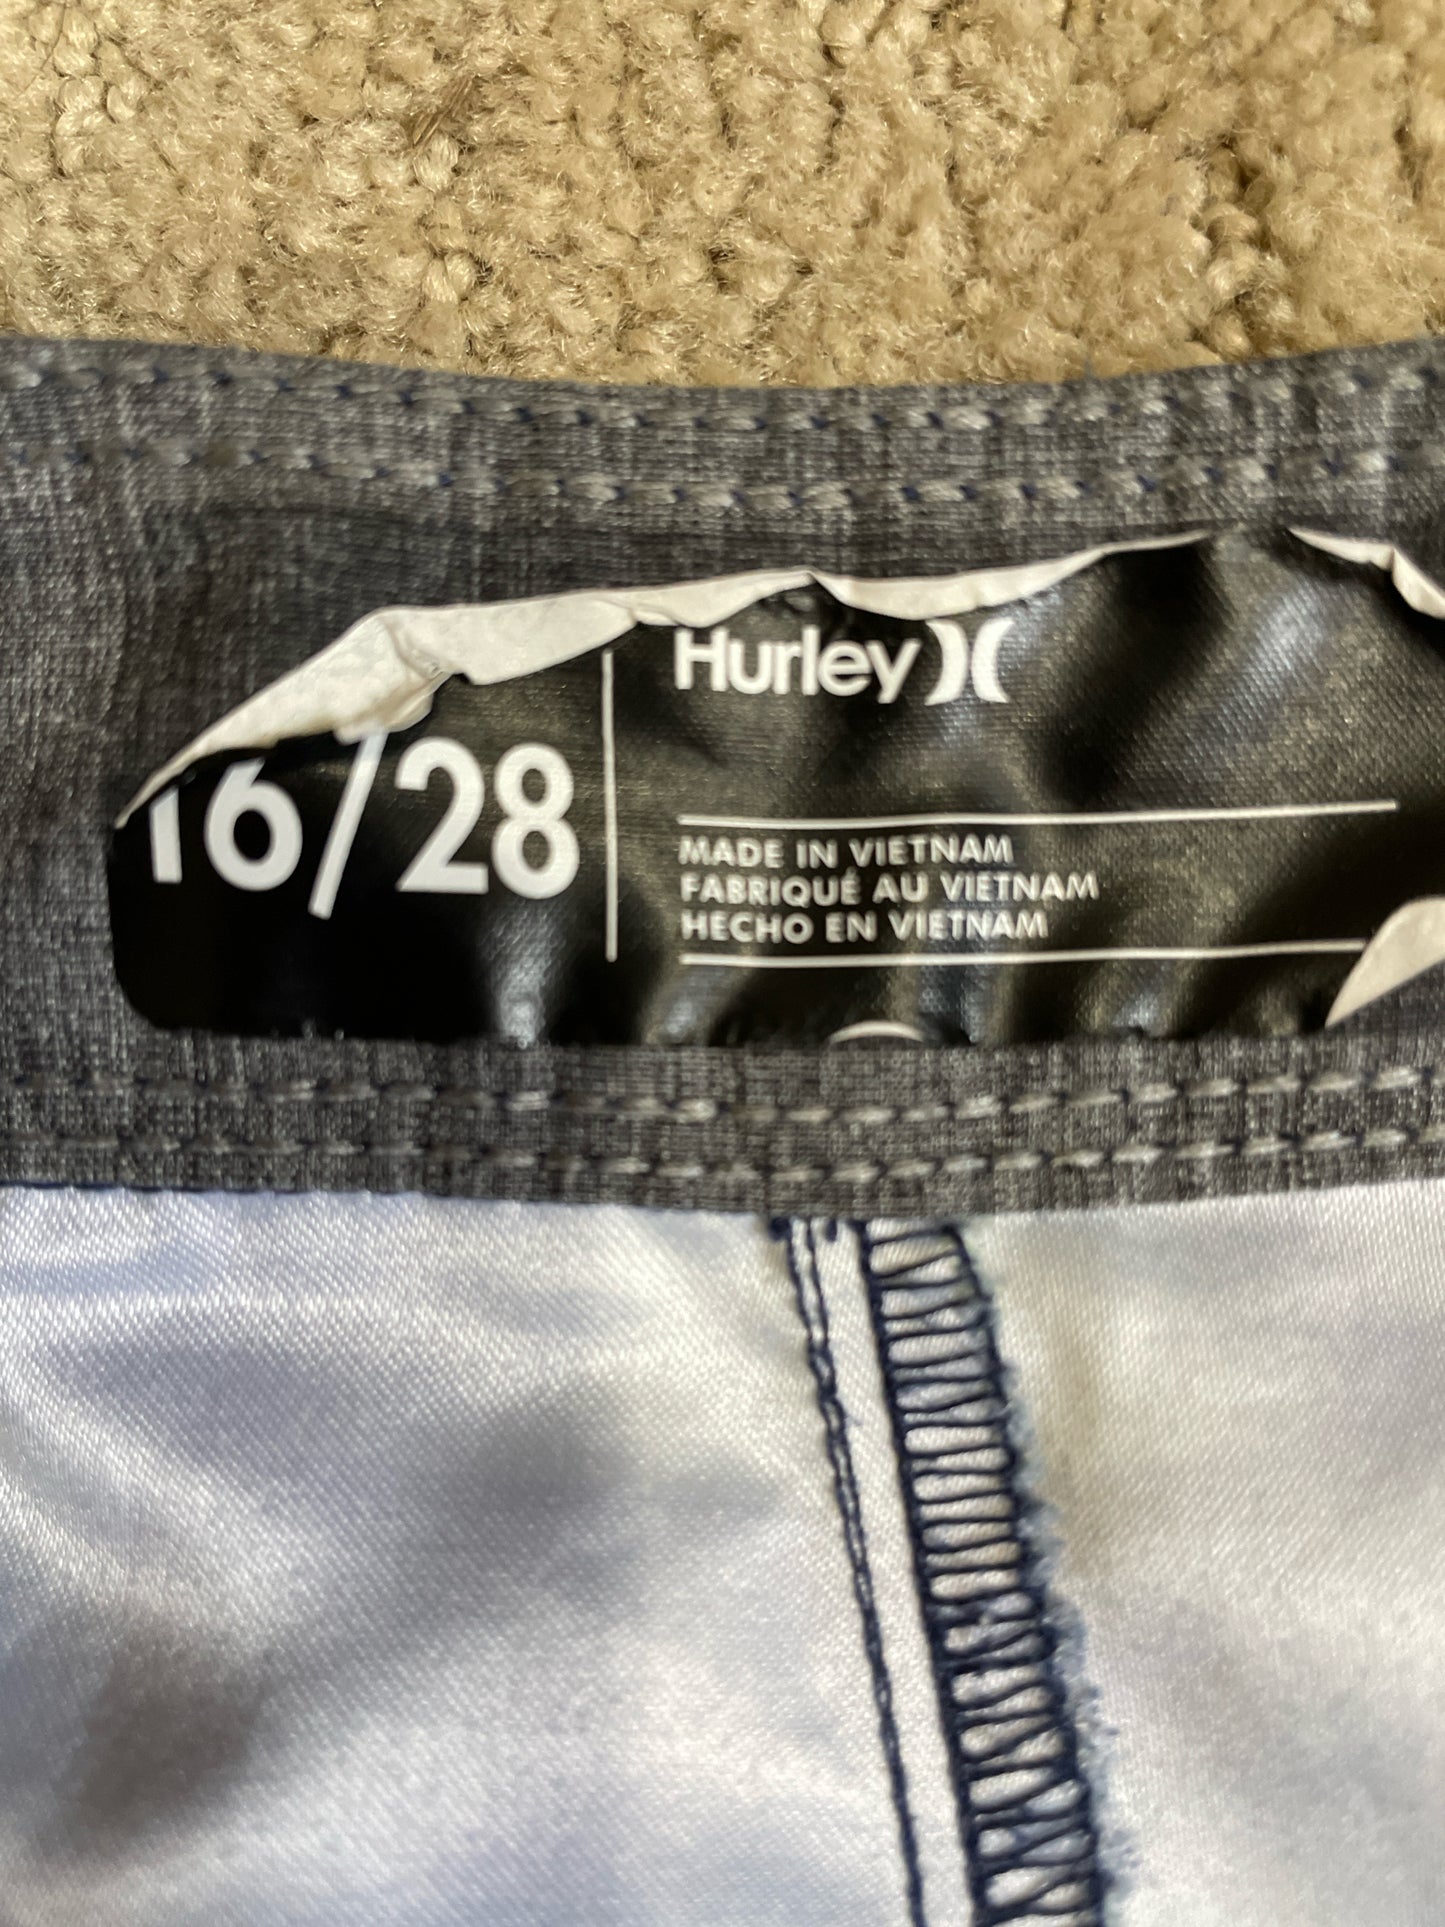 16/28
Hurley
MADE IN VIETNAM
FABRIQUÉ AU VIETNAM
HECHO EN VIETNAM